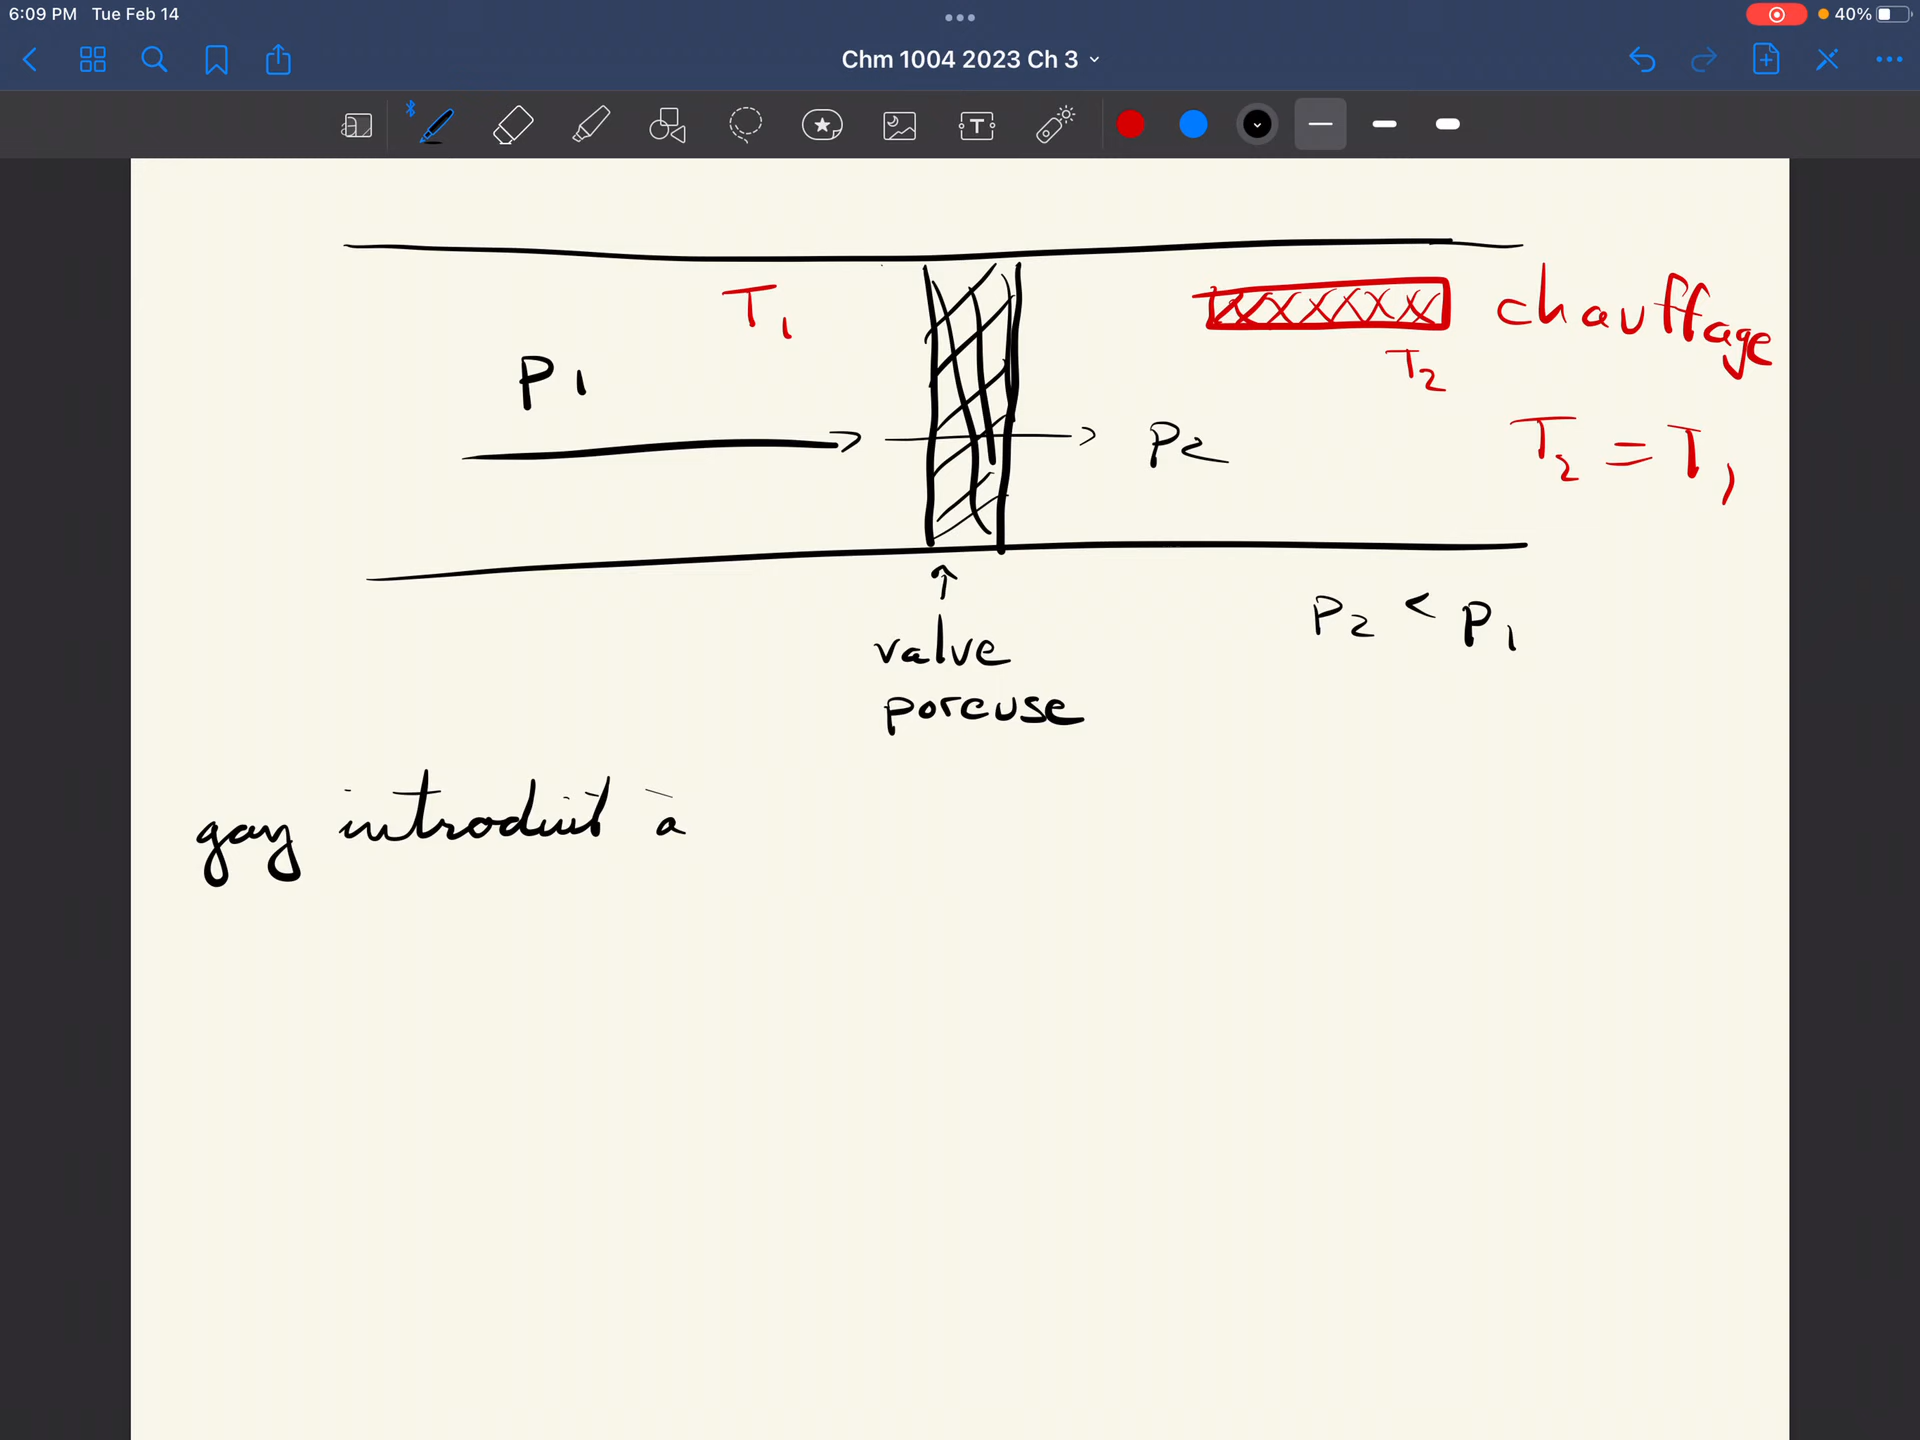 6:09 PM Tue Feb 14
40%
Chm 1004 2023 Ch 3
T
T₁
chauffage
P₁
T₂
P₂
T₂ = T₁
P₂ < P₁
valve
poreuse
gaz introduit à